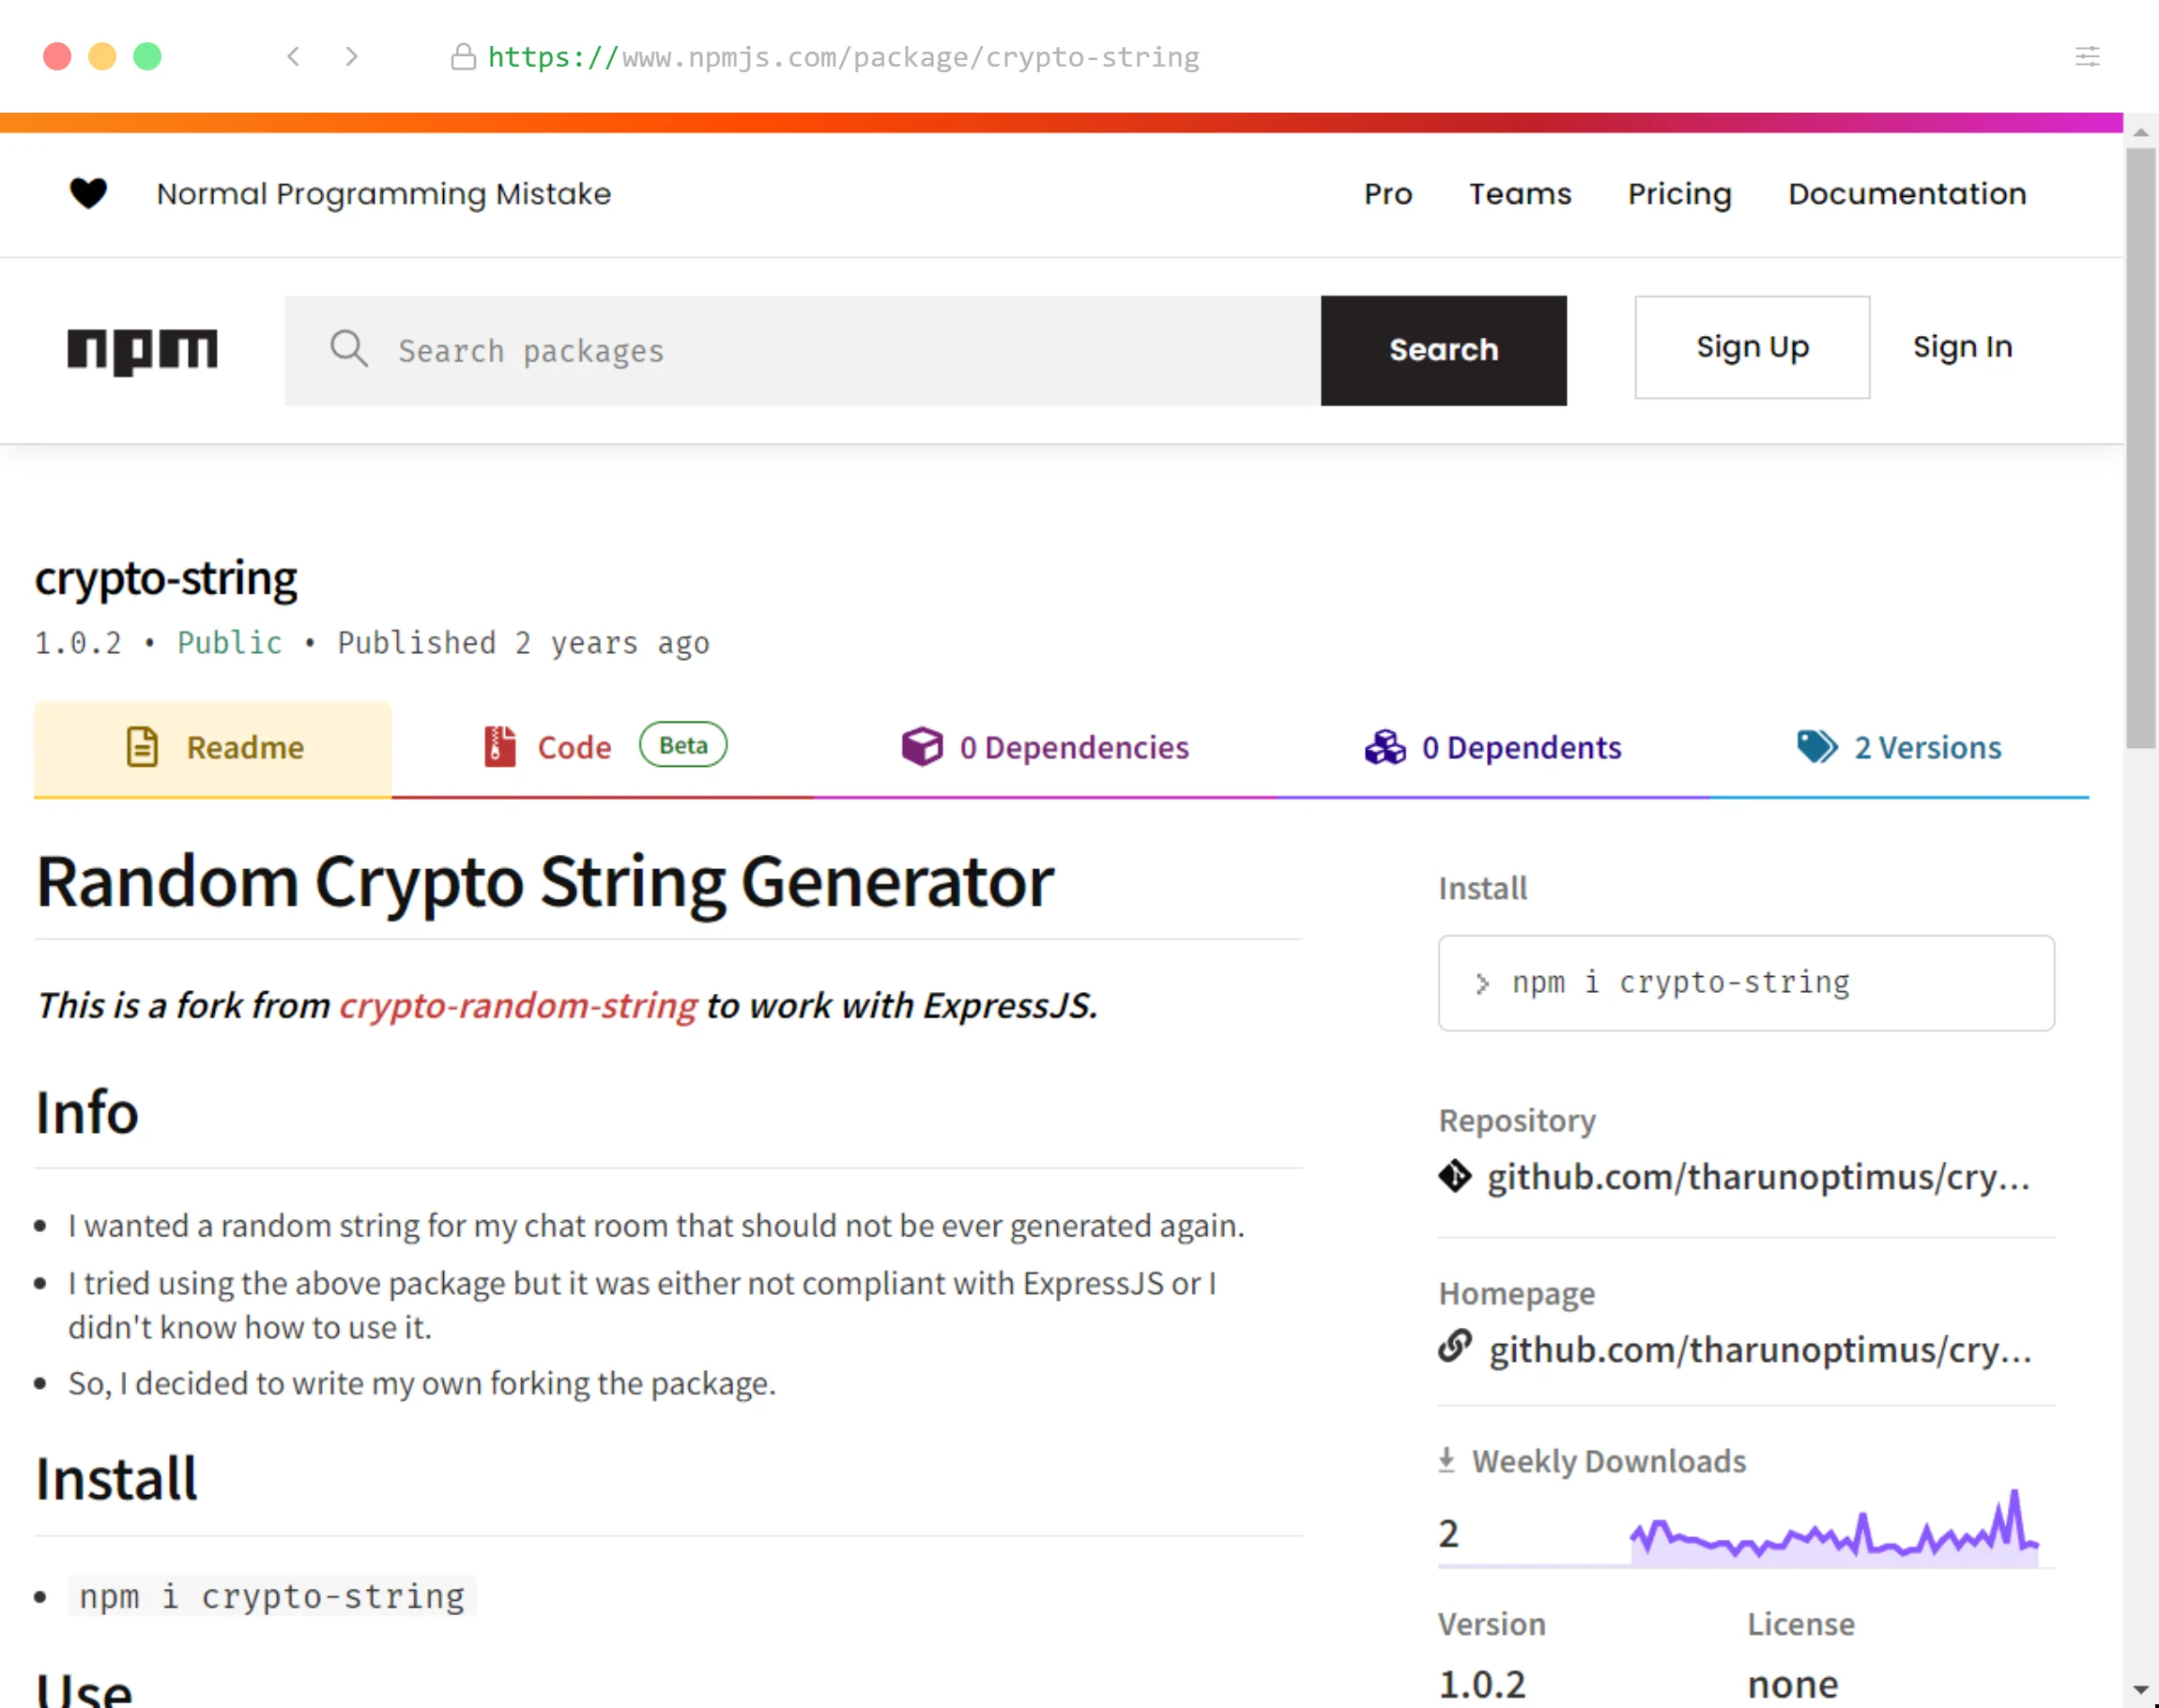 https://www.npmjs.com/package/crypto-string
Normal Programming Mistake
Pro
Teams
Pricing
Documentation
npm
Search packages
Search
Sign Up
Sign In
crypto-string
1.0.2 • Public • Published 2 years ago
Readme
Code
Beta
0 Dependencies
0 Dependents
2 Versions
Random Crypto String Generator
This is a fork from crypto-random-string to work with ExpressJS.
Info
• I wanted a random string for my chat room that should not be ever generated again.
• I tried using the above package but it was either not compliant with ExpressJS or I
didn't know how to use it.
• So, I decided to write my own forking the package.
Install
• npm i crypto-string
Use
Install
> npm i crypto-string
Repository
github.com/tharunoptimus/cry...
Homepage
github.com/tharunoptimus/cry...
Weekly Downloads
2
Version
License
1.0.2
none